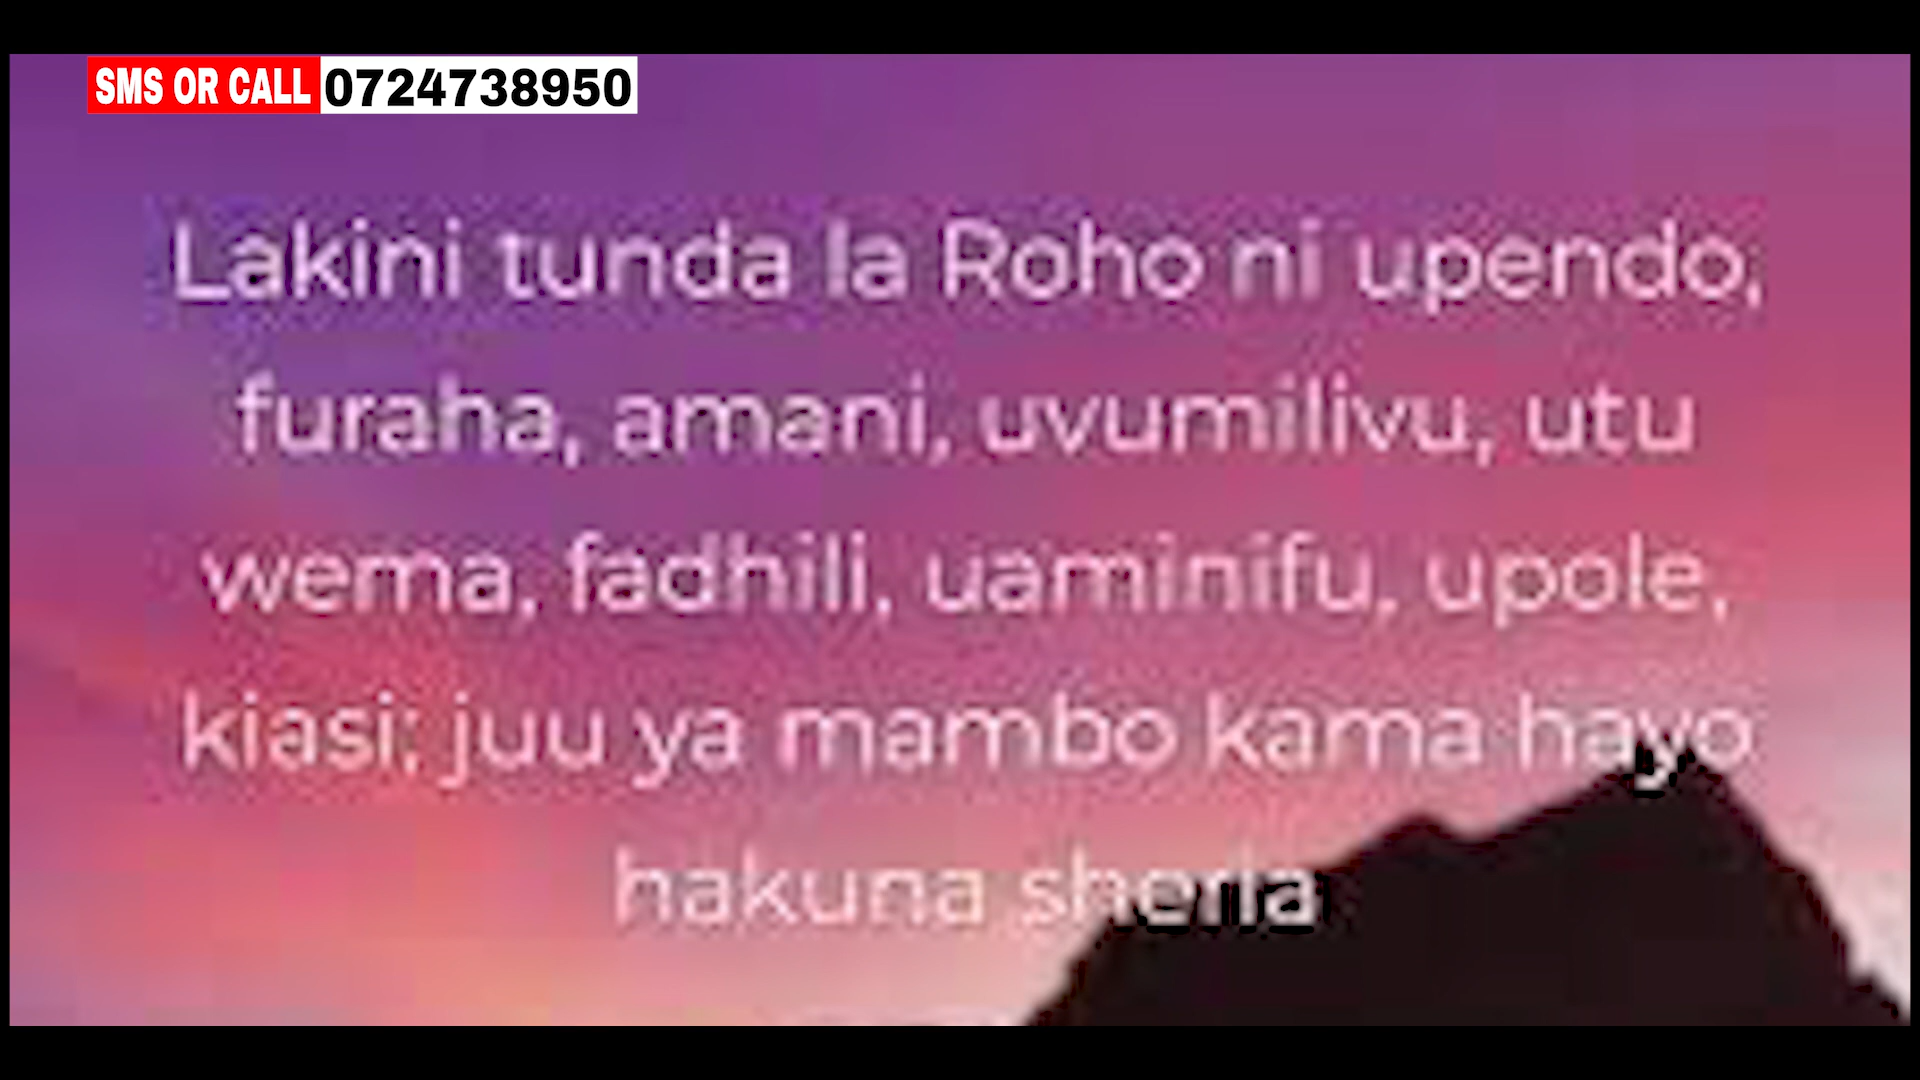 SMS OR CALL 0724738950
Lakini tunda la Roho ni upendo,
furaha, amani, uvumilivu, utu
wema, fadhili, uaminifu, upole,
kiasi; juu ya mambo kama hayo
hakuna sheria